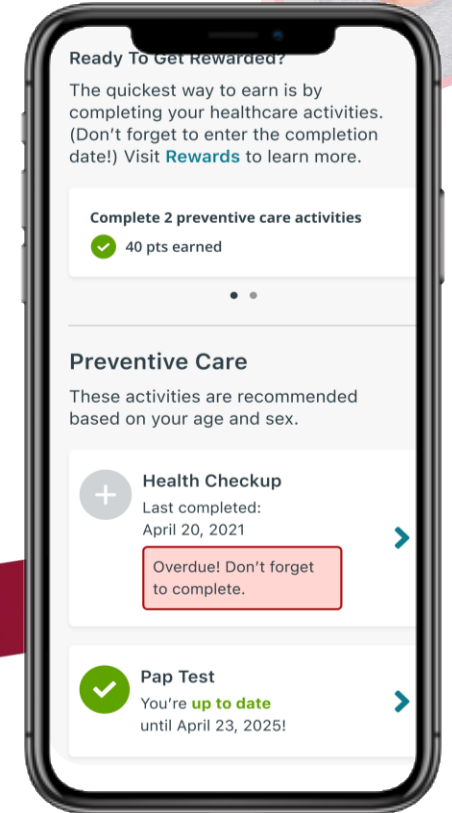 Ready To Get Rewarded?
The quickest way to earn is by
completing your healthcare activities.
(Don't forget to enter the completion
date!) Visit Rewards to learn more.
Complete 2 preventive care activities
40 pts earned
Preventive Care
These activities are recommended
based on your age and sex.
Health Checkup
Last completed:
April 20, 2021
Overdue! Don't forget
to complete.
Pap Test
You're up to date
until April 23, 2025!